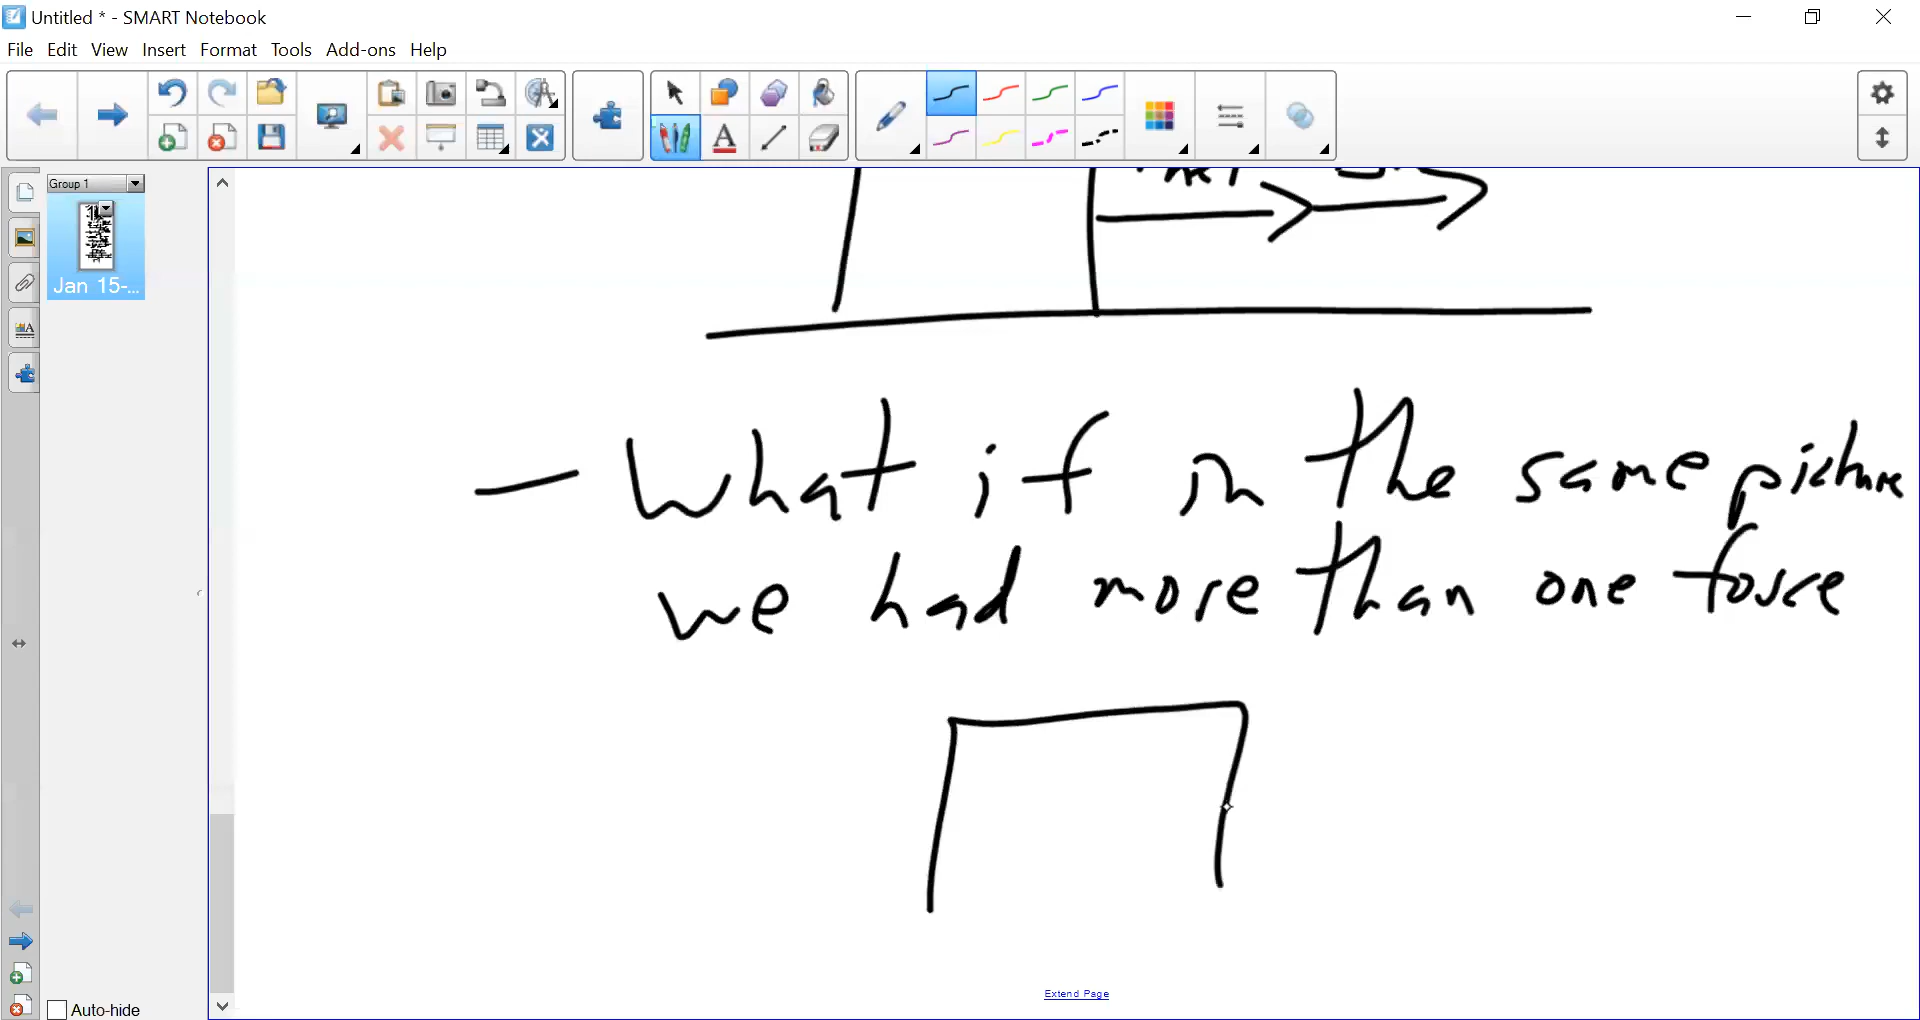 Untitled * - SMART Notebook
File Edit View Insert Format Tools Add-ons Help
Group 1
Jan 15-...
- What if in the same picture
we had more than one force
Extend Page
Auto-hide